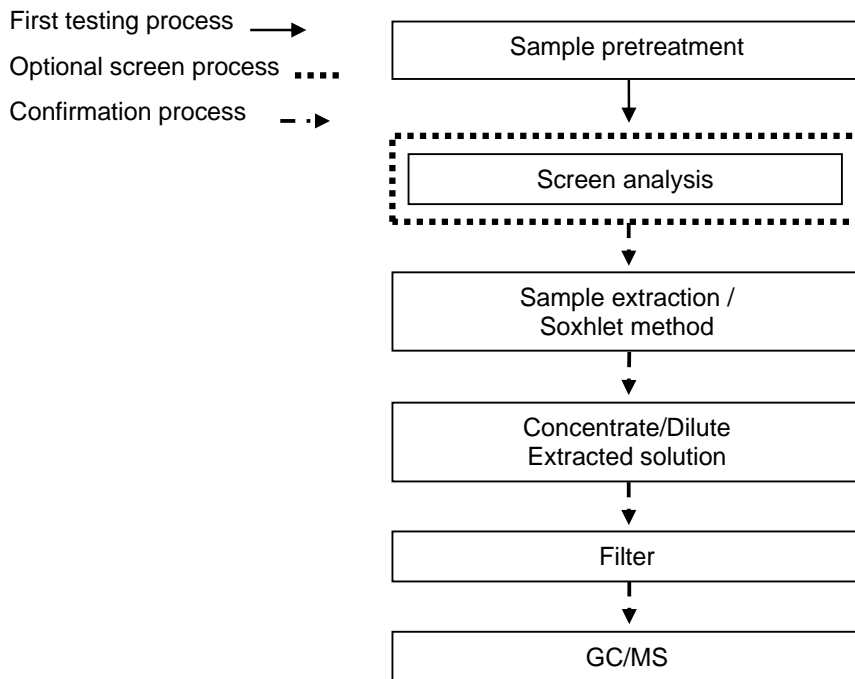 First testing process
Optional screen process
Confirmation process
Sample pretreatment
Screen analysis
Sample extraction /
Soxhlet method
Concentrate/Dilute
Extracted solution
Filter
GC/MS